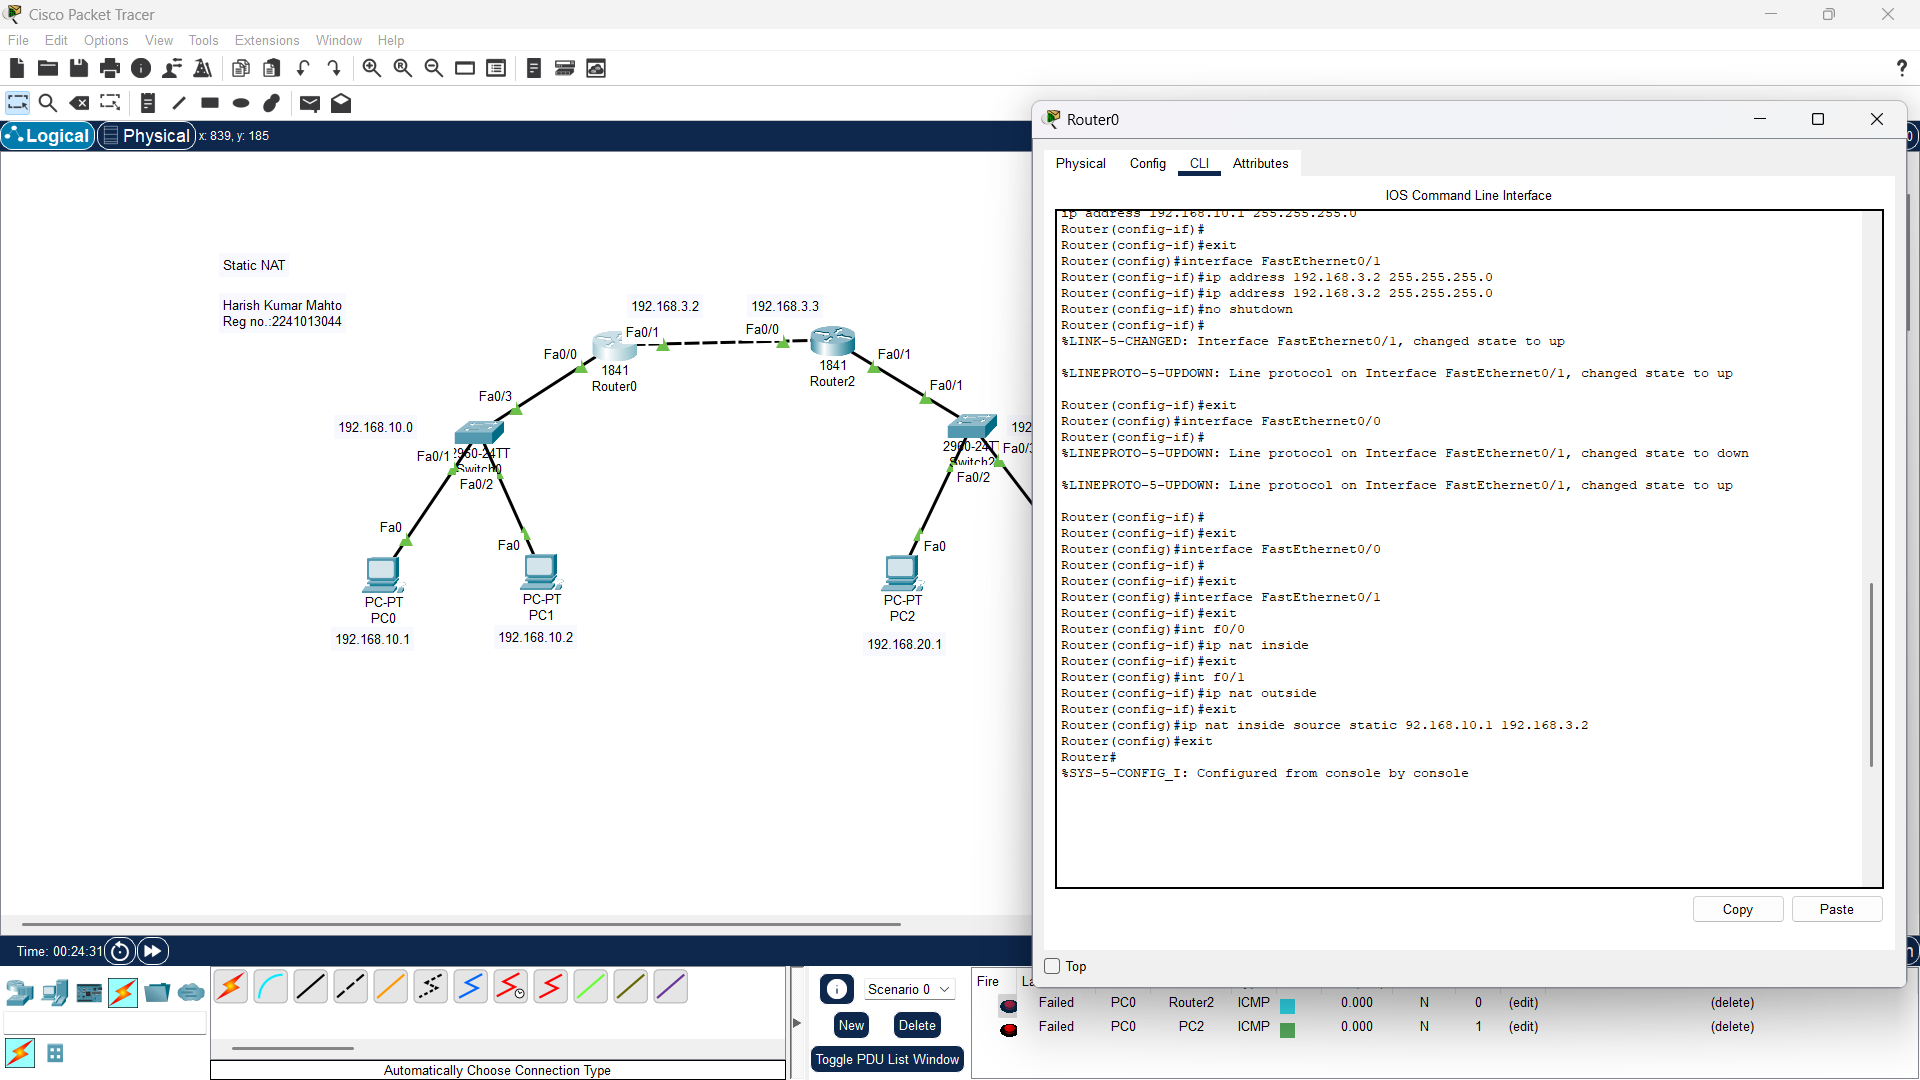 Cisco Packet Tracer
File Edit Options View Tools Extensions Window Help
Logical Physical x: 839, y: 185
Static NAT
Harish Kumar Mahto
Reg no.:2241013044
192.168.3.2 192.168.3.3
Fa0/1 Fa0/0
Fa0/0 1841 Router0
1841 Router2 Fa0/1
Fa0/3 Fa0/1
192.168.10.0
Fa0/1 2960-24TT
Switch0
Fa0/2
2960-24TT Fa0/3
Switch2
Fa0/2
192
Fa0 Fa0 Fa0
PC-PT PC-PT PC-PT
PC0 PC1 PC2
192.168.10.1 192.168.10.2 192.168.20.1
Router0
Physical Config CLI Attributes
IOS Command Line Interface
ip address 192.168.10.1 255.255.255.0
Router(config-if)#
Router(config-if)#exit
Router(config)#interface FastEthernet0/1
Router(config-if)#ip address 192.168.3.2 255.255.255.0
Router(config-if)#ip address 192.168.3.2 255.255.255.0
Router(config-if)#no shutdown
Router(config-if)#
%LINK-5-CHANGED: Interface FastEthernet0/1, changed state to up
%LINEPROTO-5-UPDOWN: Line protocol on Interface FastEthernet0/1, changed state to up
Router(config-if)#exit
Router(config)#interface FastEthernet0/0
Router(config-if)#
%LINEPROTO-5-UPDOWN: Line protocol on Interface FastEthernet0/1, changed state to down
%LINEPROTO-5-UPDOWN: Line protocol on Interface FastEthernet0/1, changed state to up
Router(config-if)#
Router(config-if)#exit
Router(config)#interface FastEthernet0/0
Router(config-if)#
Router(config-if)#exit
Router(config)#interface FastEthernet0/1
Router(config-if)#exit
Router(config)#int f0/0
Router(config-if)#ip nat inside
Router(config-if)#exit
Router(config)#int f0/1
Router(config-if)#ip nat outside
Router(config-if)#exit
Router(config)#ip nat inside source static 92.168.10.1 192.168.3.2
Router(config)#exit
Router#
%SYS-5-CONFIG_I: Configured from console by console
Copy Paste
Top
Time: 00:24:31
Scenario 0
New Delete
Toggle PDU List Window
Automatically Choose Connection Type
Fire La
Failed PC0 Router2 ICMP 0.000 N 0 (edit) (delete)
Failed PC0 PC2 ICMP 0.000 N 1 (edit) (delete)